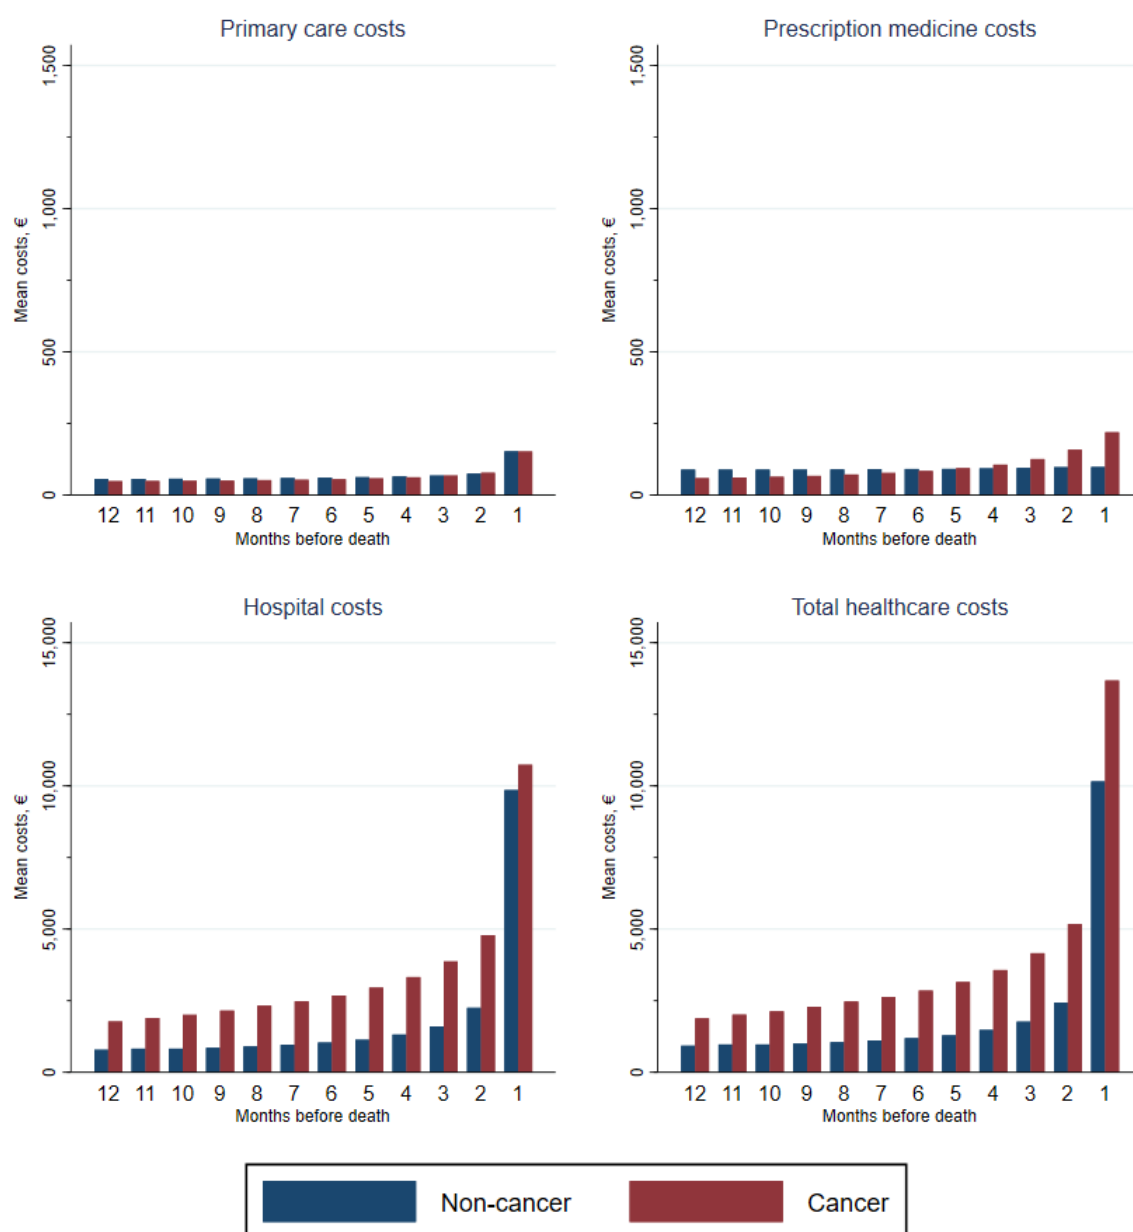 Primary care costs
1,500
1,000
500
0
Mean costs, €
12 11 10 9 8 7 6 5 4 3 2 1
Months before death
Prescription medicine costs
1,500
1,000
500
0
Mean costs, €
12 11 10 9 8 7 6 5 4 3 2 1
Months before death
Hospital costs
15,000
10,000
5,000
0
Mean costs, €
12 11 10 9 8 7 6 5 4 3 2 1
Months before death
Total healthcare costs
15,000
10,000
5,000
0
Mean costs, €
12 11 10 9 8 7 6 5 4 3 2 1
Months before death
Non-cancer Cancer